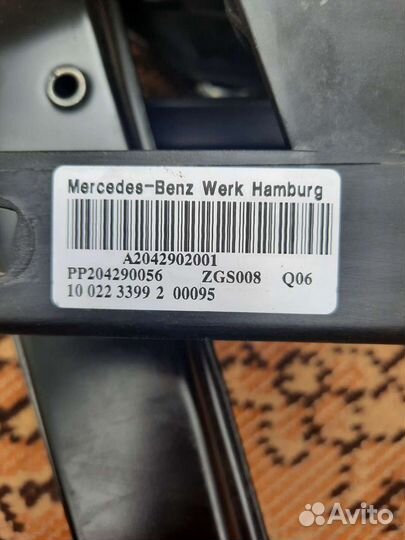 Mercedes-Benz Werk Hamburg
A2042902001
PP204290056 ZGS008 Q06
10 022 3399 2 00095
Avito